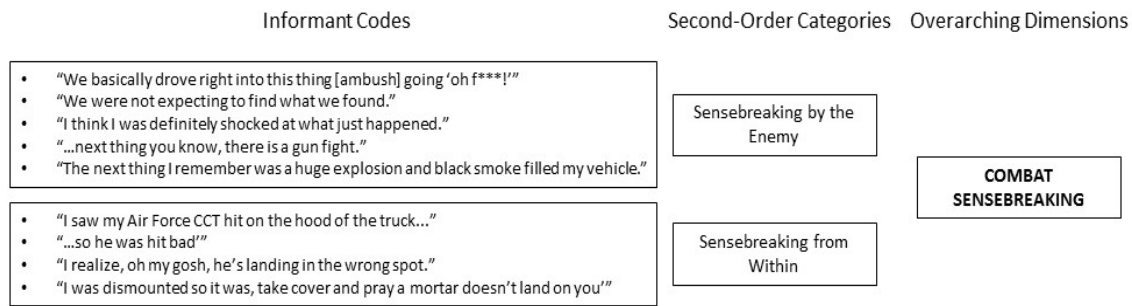 Informant Codes
Second-Order Categories
Overarching Dimensions
• “We basically drove right into this thing [ambush] going ‘oh f***!’”
• “We were not expecting to find what we found.”
• “I think I was definitely shocked at what just happened.”
• “…next thing you know, there is a gun fight.”
• “The next thing I remember was a huge explosion and black smoke filled my vehicle.”
Sensebreaking by the
Enemy
• “I saw my Air Force CCT hit on the hood of the truck...”
• “…so he was hit bad’”
• “I realize, oh my gosh, he’s landing in the wrong spot.”
• “I was dismounted so it was, take cover and pray a mortar doesn’t land on you’”
Sensebreaking from
Within
COMBAT
SENSEBREAKING